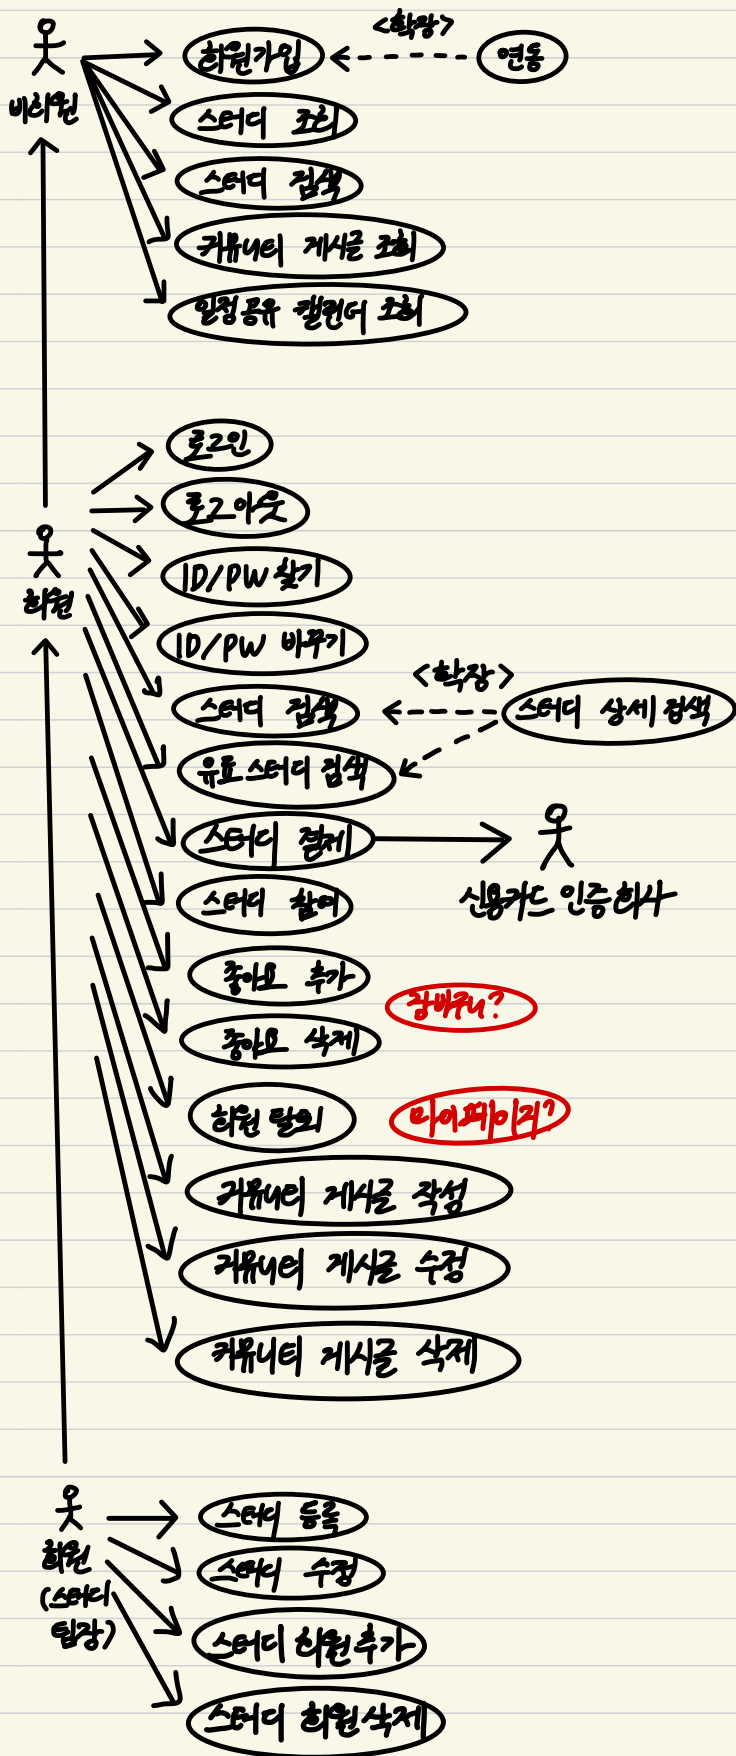 <확장>
회원가입
연동
비회원
스터디 조회
스터디 검색
커뮤니티 게시글 조회
일정공유 캘린더 조회
로그인
로그아웃
회원
ID/PW 찾기
ID/PW 바꾸기
<확장>
스터디 검색
스터디 상세 검색
유료 스터디 검색
스터디 결제
신용카드 인증회사
스터디 참여
좋아요 추가
장바구니?
좋아요 삭제
회원 탈퇴
마이페이지?
커뮤니티 게시글 작성
커뮤니티 게시글 수정
커뮤니티 게시글 삭제
스터디 등록
회원
(스터디
팀장)
스터디 수정
스터디 회원 추가
스터디 회원 삭제